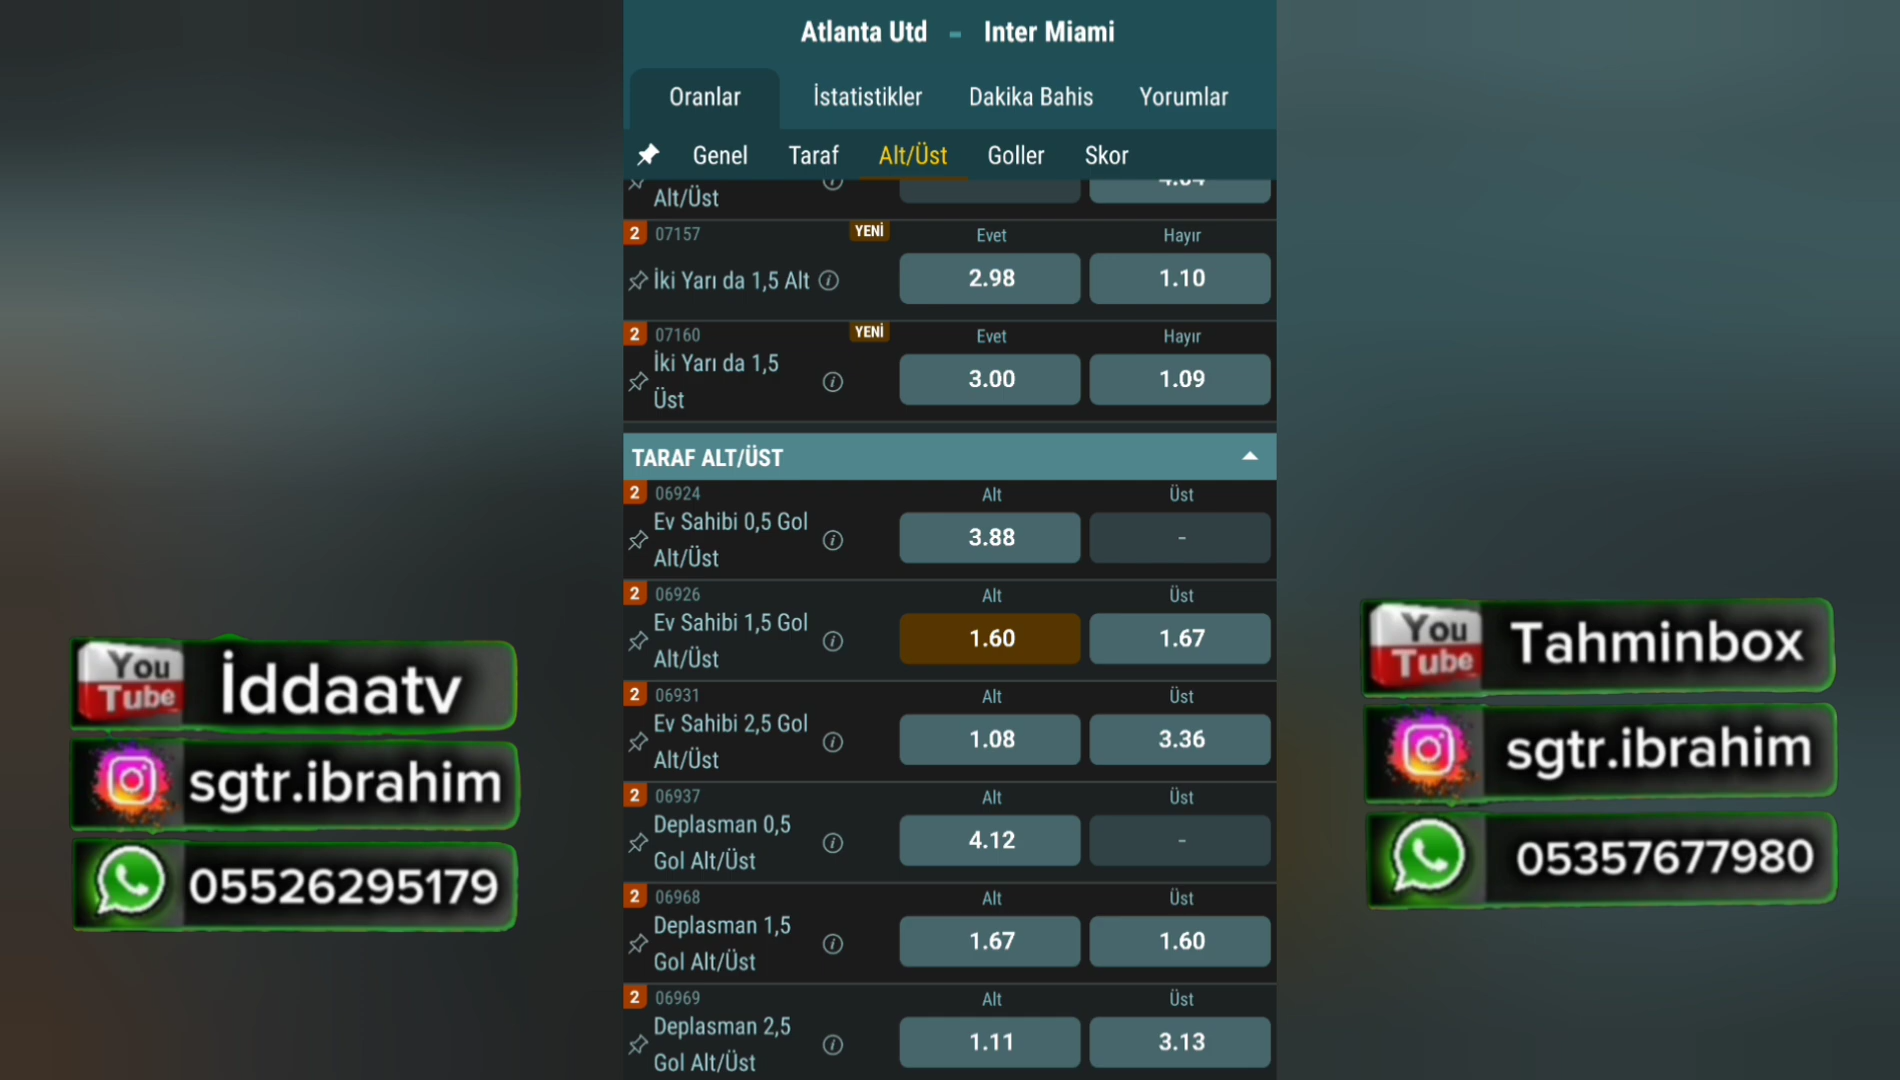 Atlanta Utd - Inter Miami
Oranlar İstatistikler Dakika Bahis Yorumlar
Genel Taraf Alt/Üst Goller Skor
Alt/Üst
2 07157 YENİ Evet Hayır
İki Yarı da 1,5 Alt 2.98 1.10
2 07160 YENİ Evet Hayır
İki Yarı da 1,5
Üst 3.00 1.09
TARAF ALT/ÜST
2 06924 Alt Üst
Ev Sahibi 0,5 Gol
Alt/Üst 3.88 -
2 06926 Alt Üst
Ev Sahibi 1,5 Gol
Alt/Üst 1.60 1.67
2 06931 Alt Üst
Ev Sahibi 2,5 Gol
Alt/Üst 1.08 3.36
2 06937 Alt Üst
Deplasman 0,5
Gol Alt/Üst 4.12 -
2 06968 Alt Üst
Deplasman 1,5
Gol Alt/Üst 1.67 1.60
2 06969 Alt Üst
Deplasman 2,5
Gol Alt/Üst 1.11 3.13
You Tube İddaatv
sgtr.ibrahim
05526295179
You Tube Tahminbox
sgtr.ibrahim
05357677980